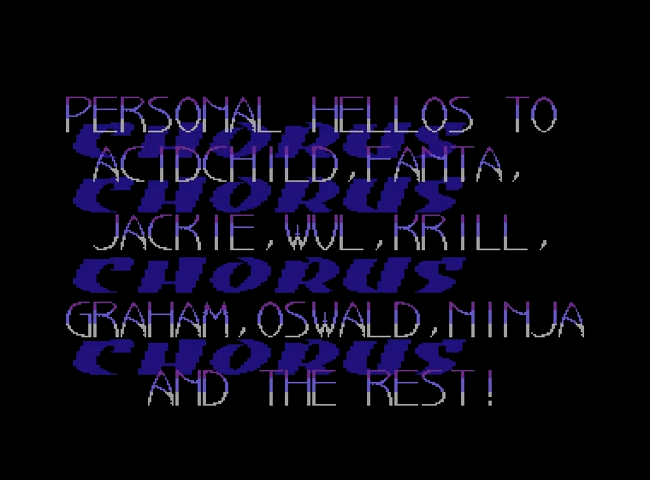 PERSONAL HELLOS TO
CHORUS
ACIDCHILD,FANTA,
CHORUS
JACKIE,WVL,KRILL,
CHORUS
GRAHAM,OSWALD,NINJA
CHORUS
AND THE REST!